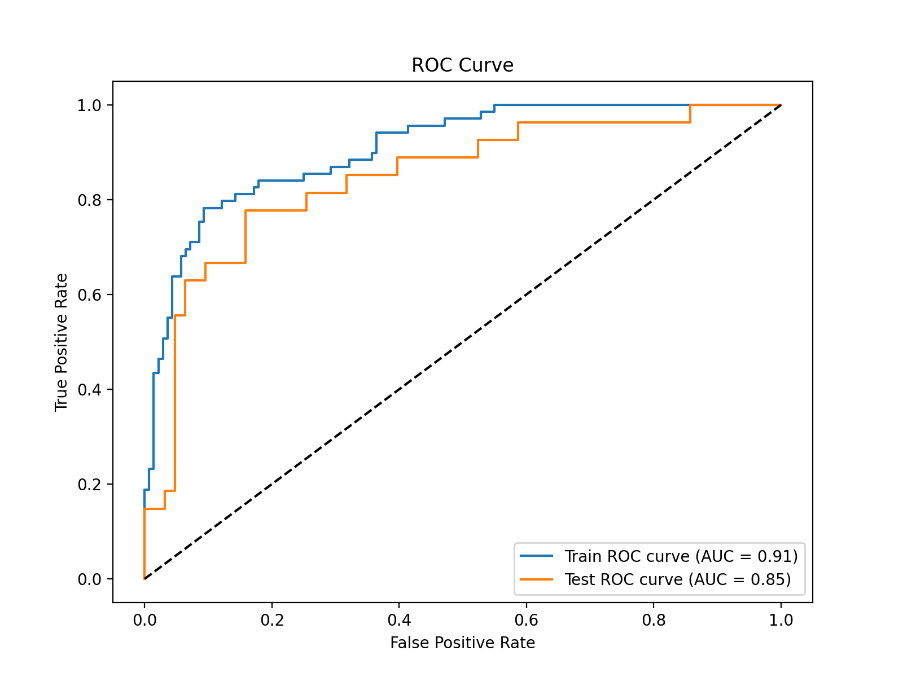 ROC Curve
1.0
0.8
0.6
0.4
0.2
0.0
True Positive Rate
0.0 0.2 0.4 0.6 0.8 1.0
False Positive Rate
Train ROC curve (AUC = 0.91)
Test ROC curve (AUC = 0.85)